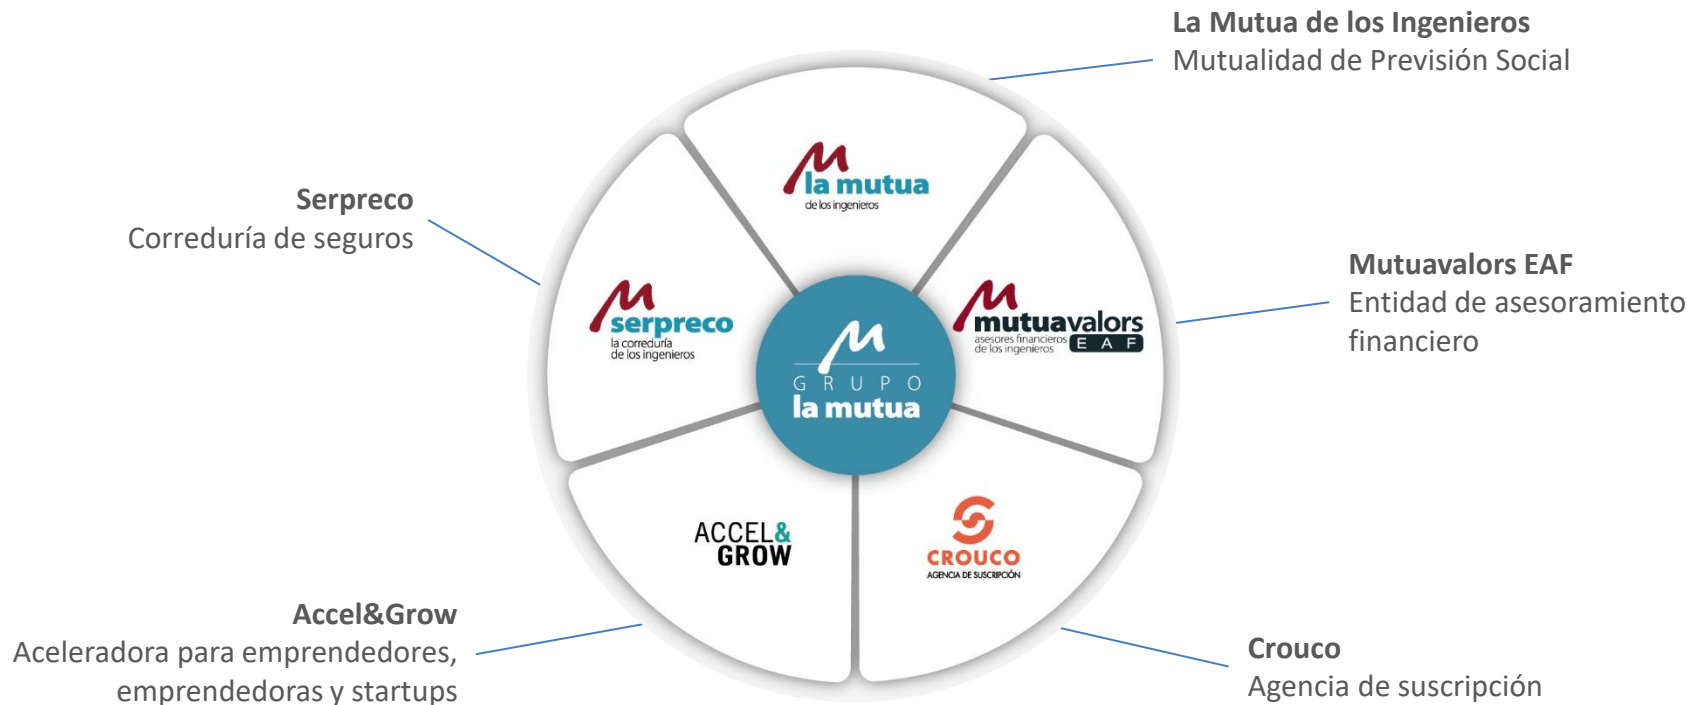 La Mutua de los Ingenieros
Mutualidad de Previsión Social
la mutua
de los ingenieros
Serpreco
Correduría de seguros
Mutuavalors EAF
Entidad de asesoramiento
financiero
serpreco
la correduría
de los ingenieros
mutuavalors
asesores financieros
de los ingenieros EAF
GRUPO
la mutua
ACCEL&
GROW
CROUCO
AGENCIA DE SUSCRIPCIÓN
Accel&Grow
Aceleradora para emprendedores,
emprendedoras y startups
Crouco
Agencia de suscripción